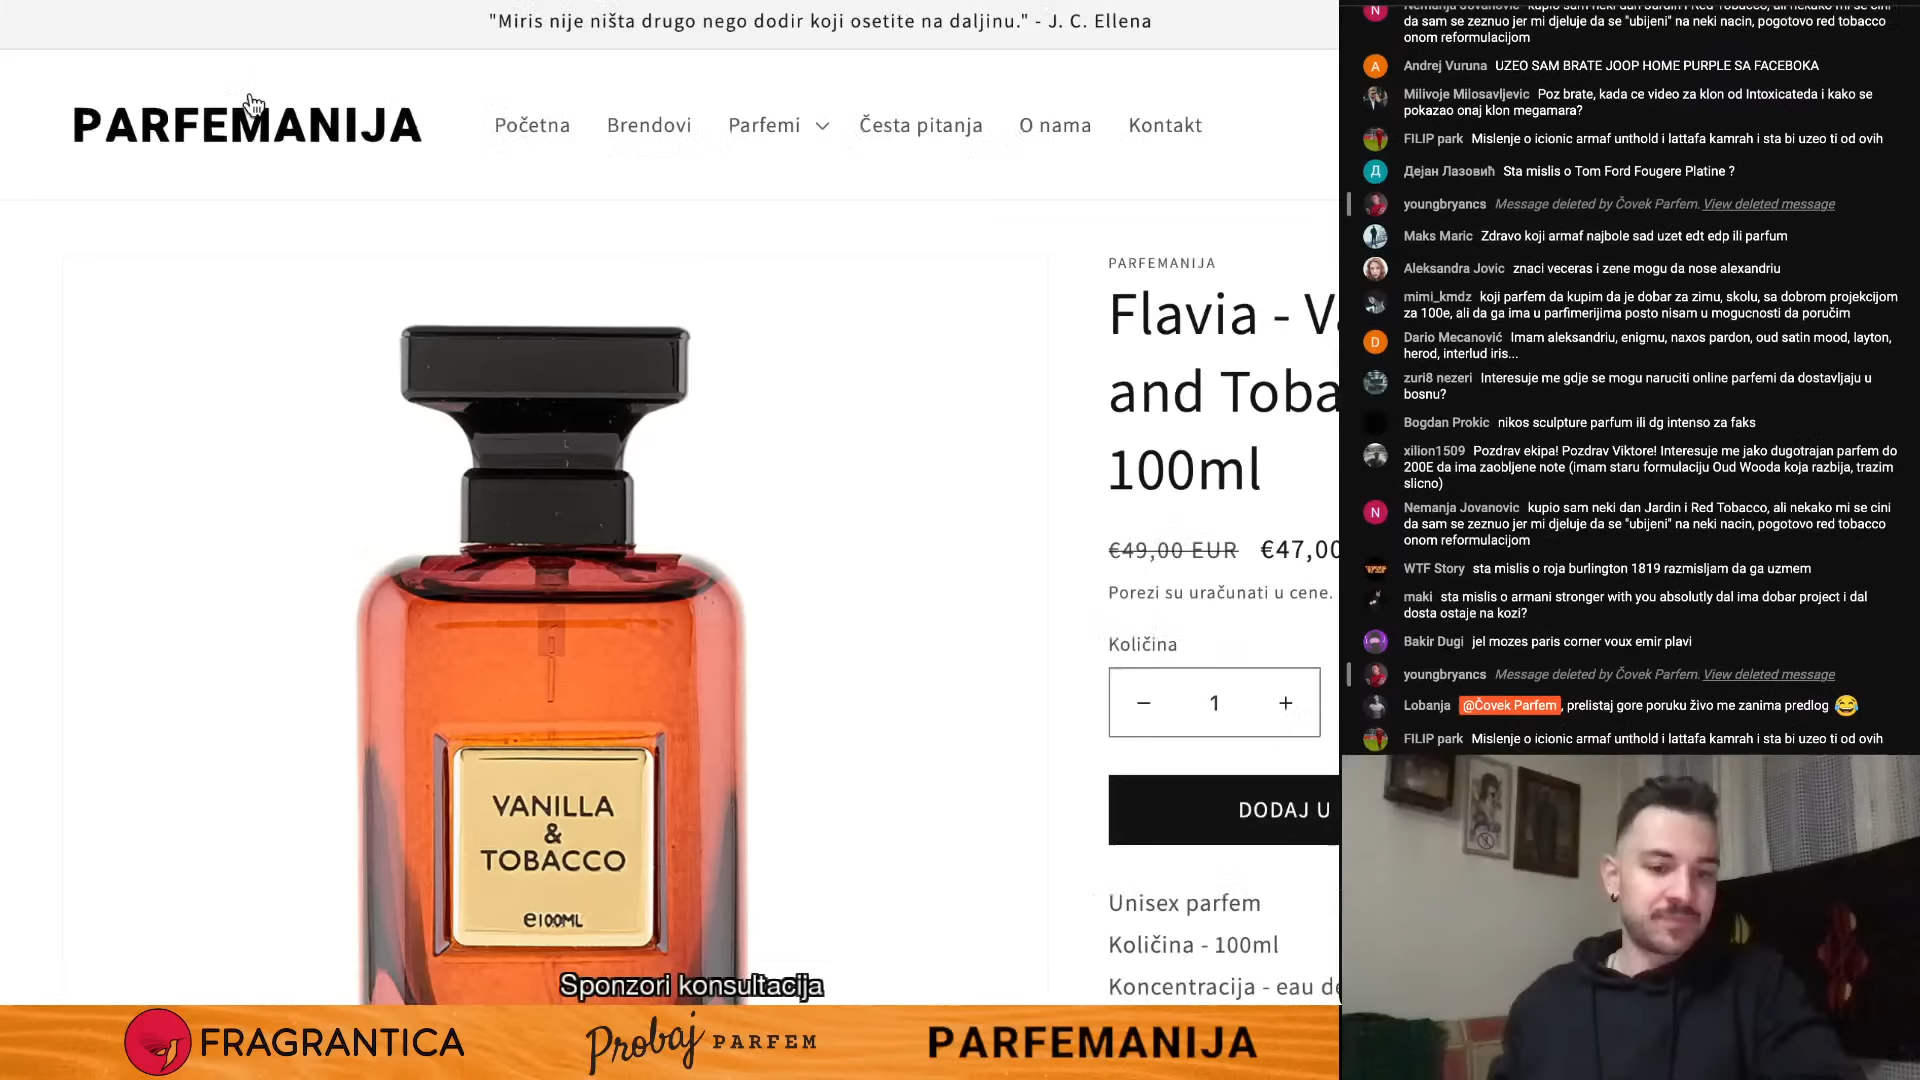 "Miris nije ništa drugo nego dodir koji osetite na daljinu." - J. C. Ellena
PARFEMANIJA
Početna
Brendovi
Parfemi
Česta pitanja
O nama
Kontakt
PARFEMANIJA
Flavia - Va
and Toba
100ml
€49,00 EUR €47,00
Porezi su uračunati u cene.
Količina
− 1 +
DODAJ U
Unisex parfem
Količina - 100ml
Koncentracija - eau de
VANILLA
&
TOBACCO
e100ML
Sponzori konsultacija
FRAGRANTICA
Probaj PARFEM
PARFEMANIJA
Nemanja Jovanovic kupio sam neki dan Jardin i Red Tobacco, ali nekako mi se cini
da sam se zeznuo jer mi djeluje da se "ubijeni" na neki nacin, pogotovo red tobacco
onom reformulacijom
A
Andrej Vuruna UZEO SAM BRATE JOOP HOME PURPLE SA FACEBOKA
Milivoje Milosavljevic Poz brate, kada ce video za klon od Intoxicateda i kako se
pokazao onaj klon megamara?
FILIP park Mislenje o icionic armaf unthold i lattafa kamrah i sta bi uzeo ti od ovih
Д
Дејан Лазовић Sta mislis o Tom Ford Fougere Platine ?
youngbryancs Message deleted by Čovek Parfem. View deleted message
Maks Maric Zdravo koji armaf najbole sad uzet edt edp ili parfum
Aleksandra Jovic znaci veceras i zene mogu da nose alexandriu
mimi_kmdz koji parfem da kupim da je dobar za zimu, skolu, sa dobrom projekcijom
za 100e, ali da ga ima u parfimerijima posto nisam u mogucnosti da poručim
D
Dario Mecanović Imam aleksandriu, enigmu, naxos pardon, oud satin mood, layton,
herod, interlud iris...
zuri8 nezeri Interesuje me gdje se mogu naruciti online parfemi da dostavljaju u
bosnu?
Bogdan Prokic nikos sculpture parfum ili dg intenso za faks
xilion1509 Pozdrav ekipa! Pozdrav Viktore! Interesuje me jako dugotrajan parfem do
200E da ima zaobljene note (imam staru formulaciju Oud Wooda koja razbija, trazim
slicno)
N
Nemanja Jovanovic kupio sam neki dan Jardin i Red Tobacco, ali nekako mi se cini
da sam se zeznuo jer mi djeluje da se "ubijeni" na neki nacin, pogotovo red tobacco
onom reformulacijom
WTF Story sta mislis o roja burlington 1819 razmisljam da ga uzmem
maki sta mislis o armani stronger with you absolutly dal ima dobar project i dal
dosta ostaje na kozi?
Bakir Dugi jel mozes paris corner voux emir plavi
youngbryancs Message deleted by Čovek Parfem. View deleted message
Lobanja @Čovek Parfem, prelistaj gore poruku živo me zanima predlog 😂
FILIP park Mislenje o icionic armaf unthold i lattafa kamrah i sta bi uzeo ti od ovih